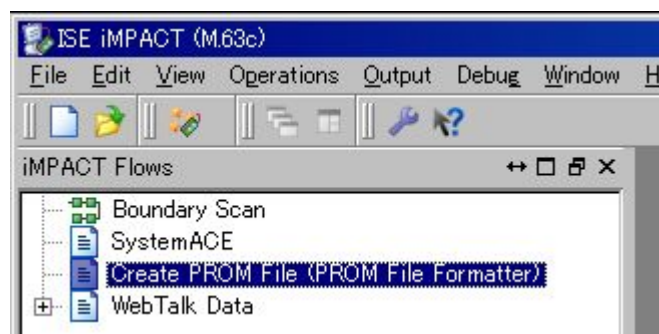 ISE iMPACT (M.63c)
File Edit View Operations Output Debug Window H
iMPACT Flows
Boundary Scan
SystemACE
Create PROM File (PROM File Formatter)
WebTalk Data